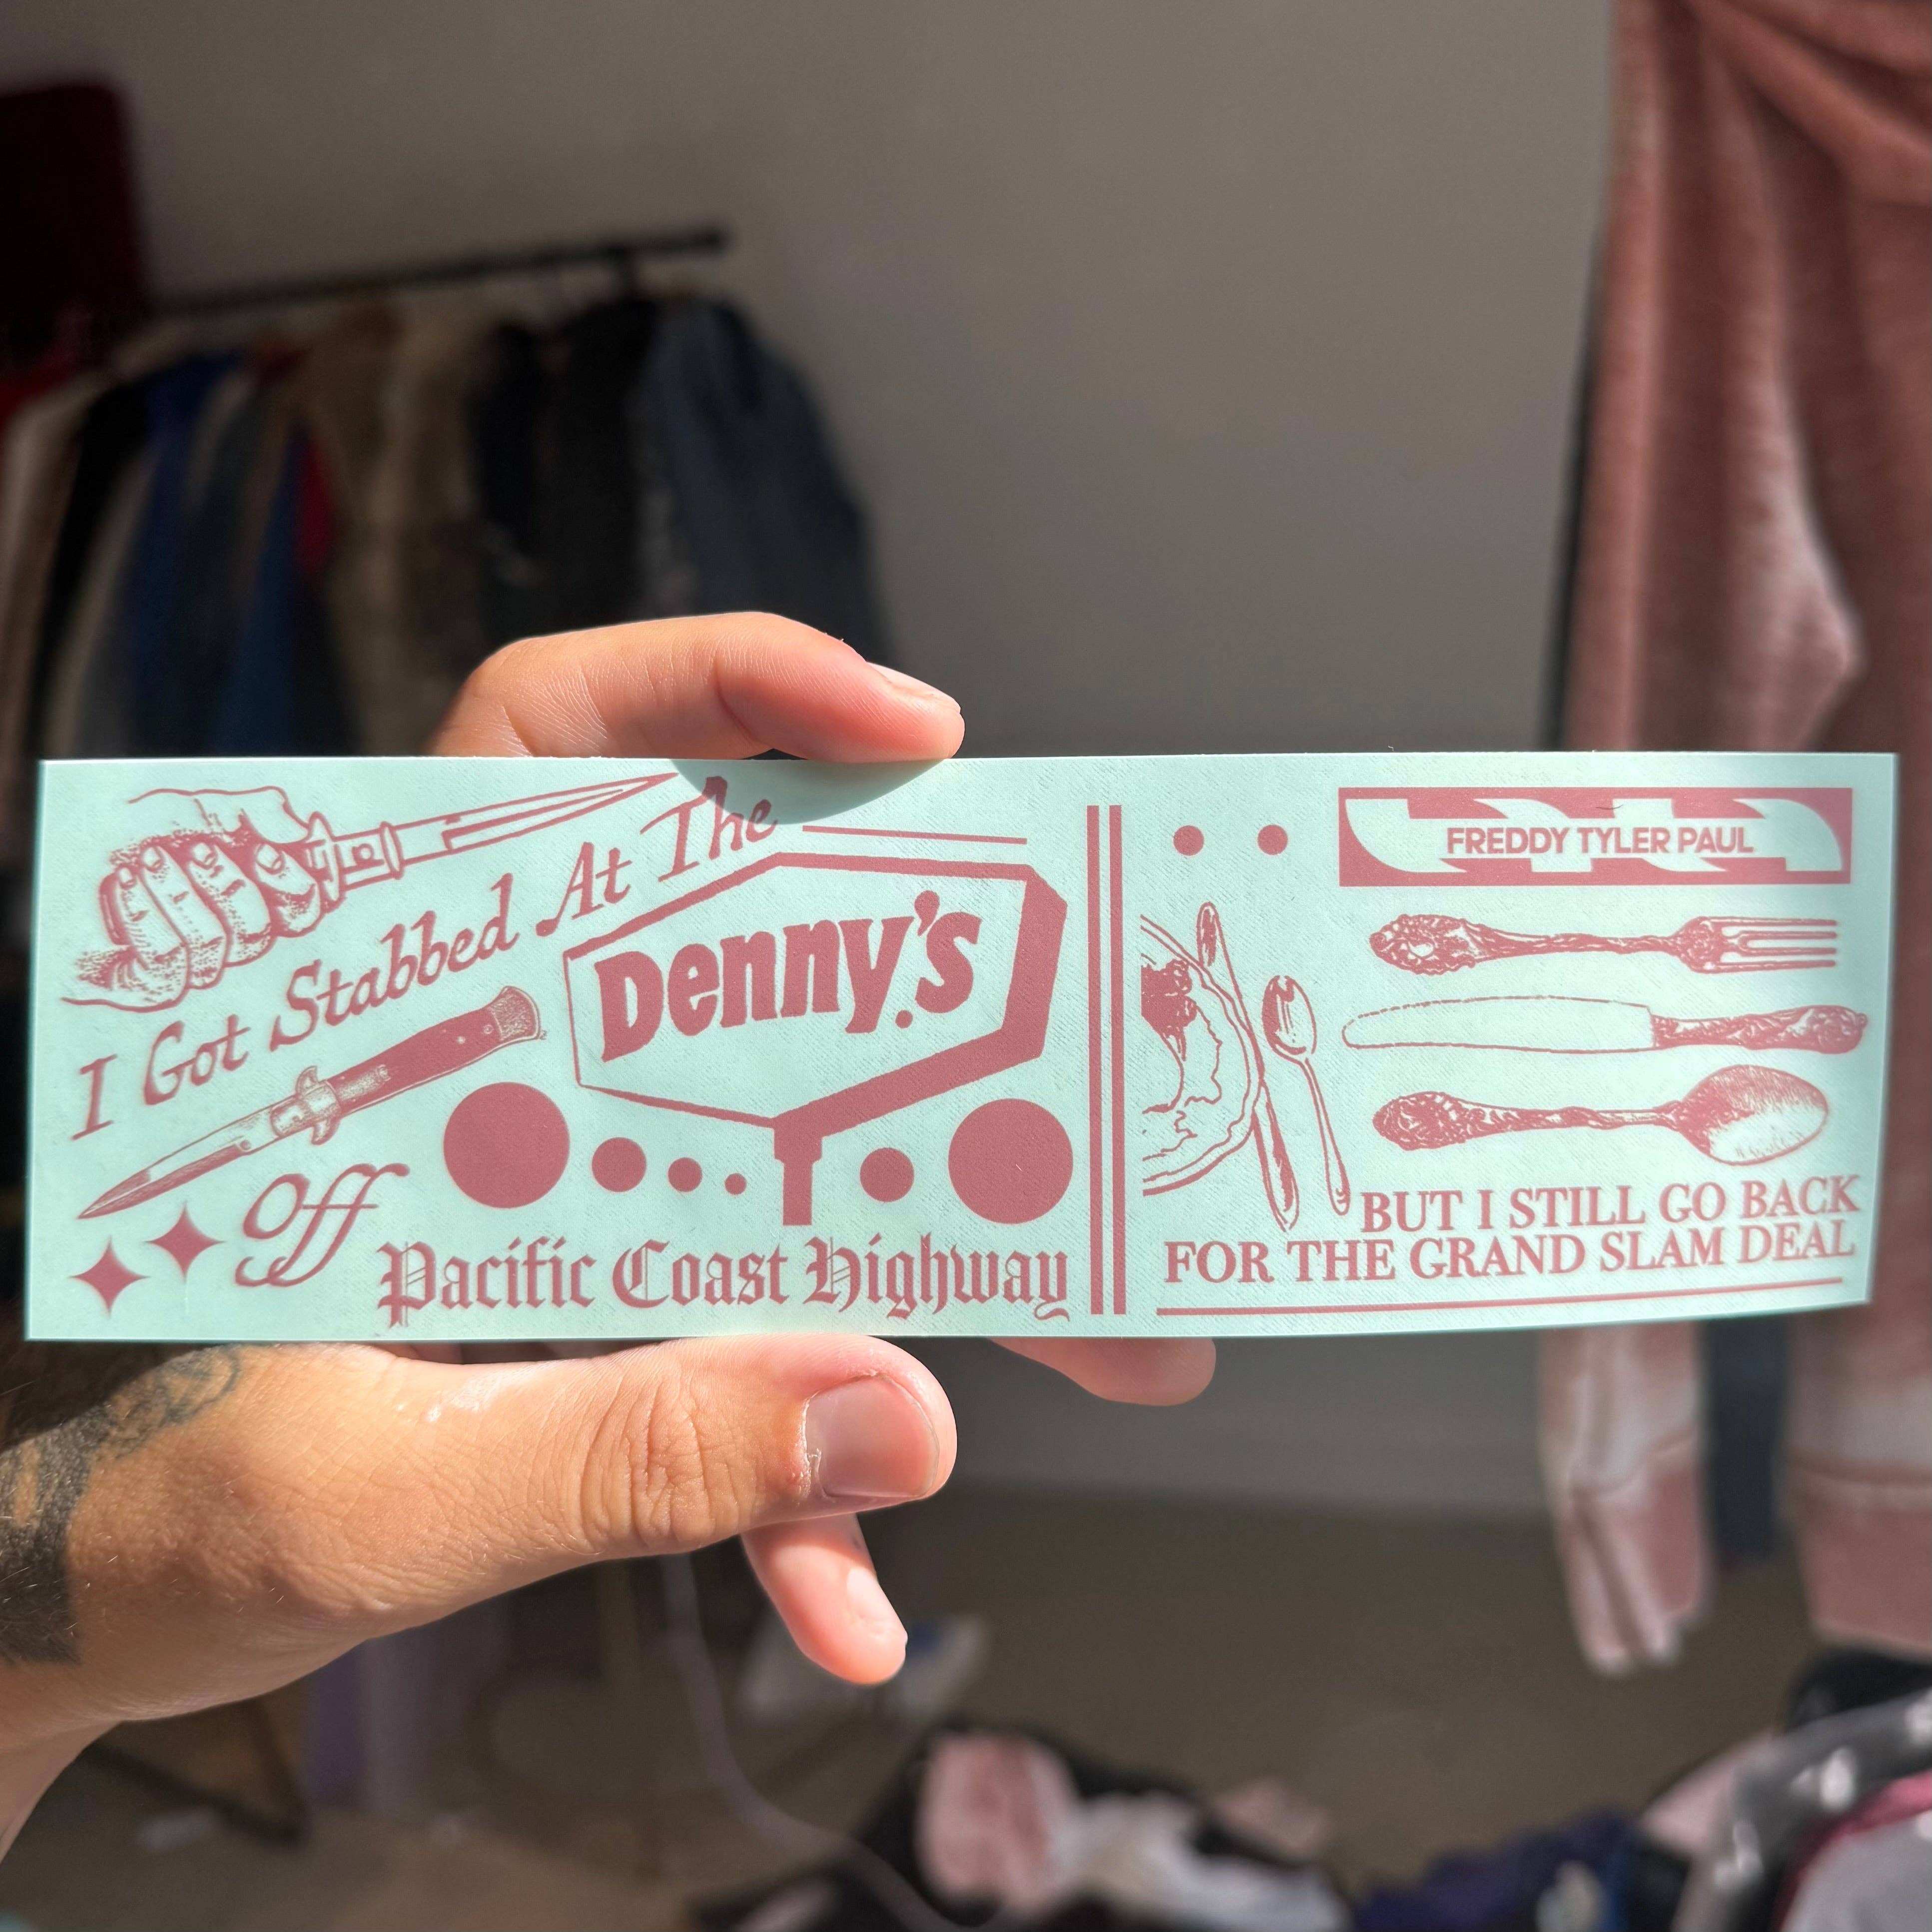 I Got Stabbed At The
Denny's
Off
Pacific Coast Highway
FREDDY TYLER PAUL
BUT I STILL GO BACK
FOR THE GRAND SLAM DEAL